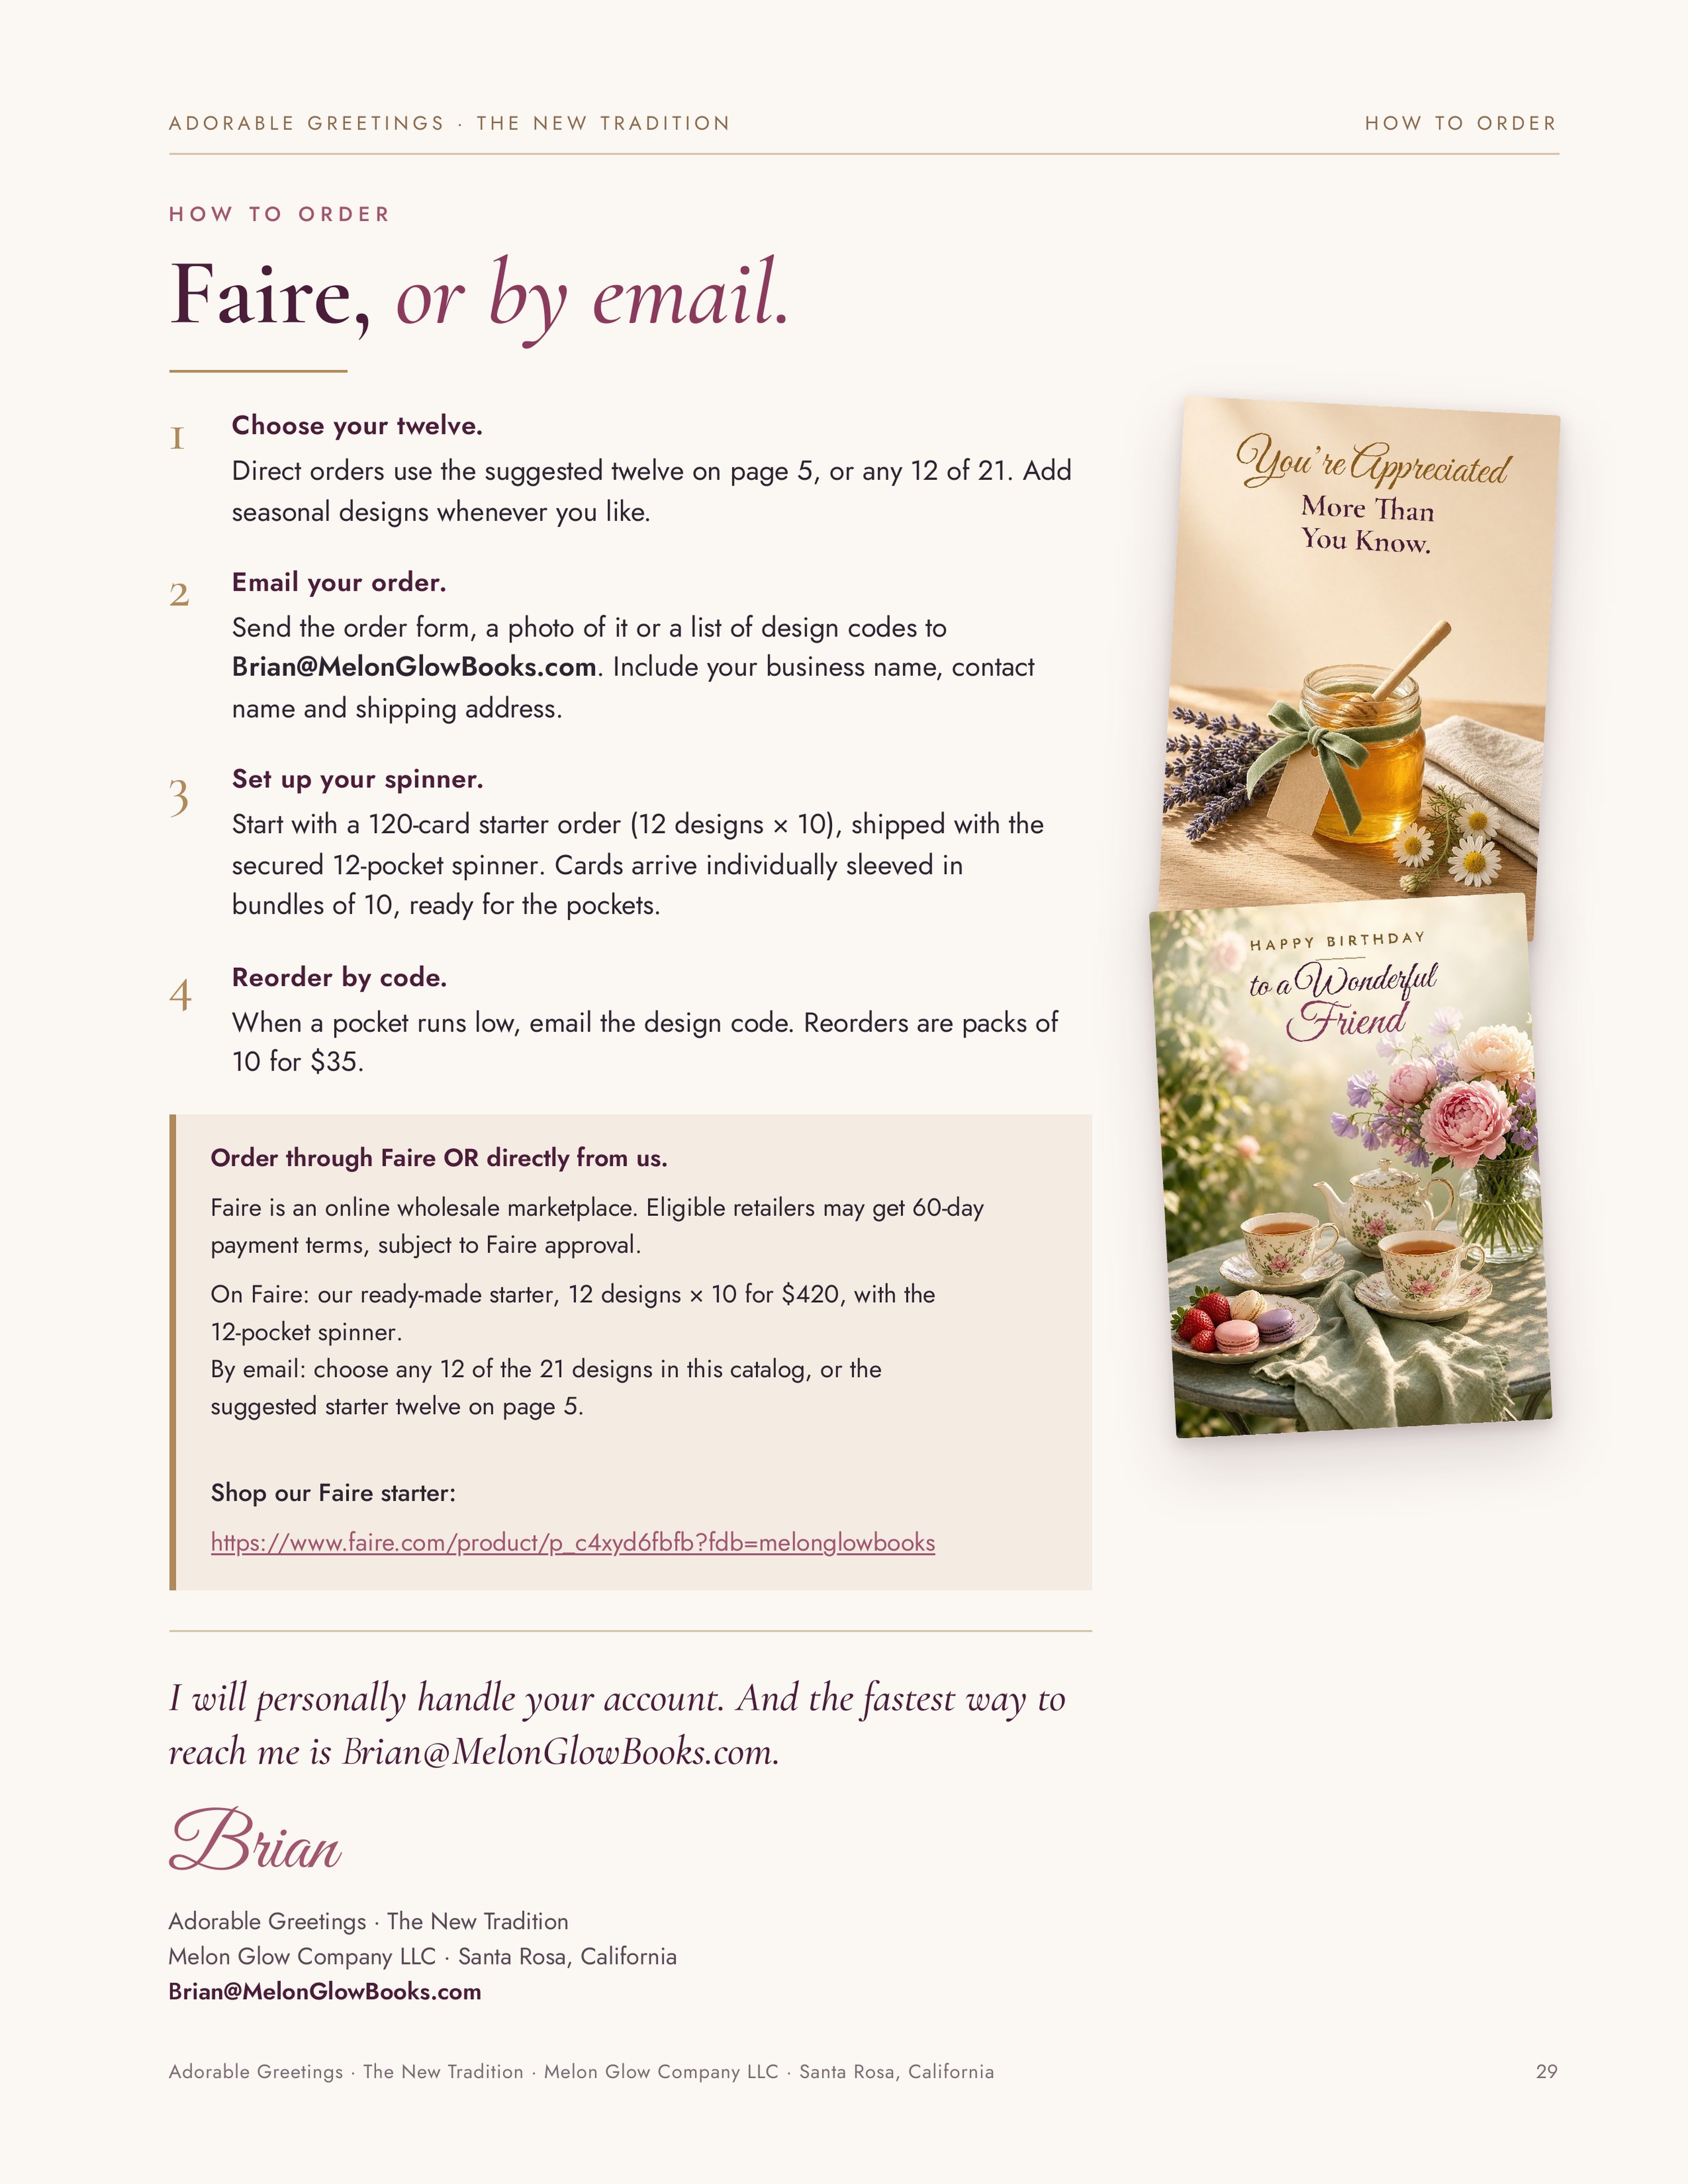 ADORABLE GREETINGS · THE NEW TRADITION
HOW TO ORDER
HOW TO ORDER
Faire, or by email.
1
Choose your twelve.
Direct orders use the suggested twelve on page 5, or any 12 of 21. Add
seasonal designs whenever you like.
2
Email your order.
Send the order form, a photo of it or a list of design codes to
Brian@MelonGlowBooks.com. Include your business name, contact
name and shipping address.
3
Set up your spinner.
Start with a 120-card starter order (12 designs × 10), shipped with the
secured 12-pocket spinner. Cards arrive individually sleeved in
bundles of 10, ready for the pockets.
4
Reorder by code.
When a pocket runs low, email the design code. Reorders are packs of
10 for $35.
Order through Faire OR directly from us.
Faire is an online wholesale marketplace. Eligible retailers may get 60-day
payment terms, subject to Faire approval.
On Faire: our ready-made starter, 12 designs × 10 for $420, with the
12-pocket spinner.
By email: choose any 12 of the 21 designs in this catalog, or the
suggested starter twelve on page 5.
Shop our Faire starter:
https://www.faire.com/product/p_c4xyd6fbfb?fdb=melonglowbooks
You're Appreciated
More Than
You Know.
HAPPY BIRTHDAY
to a Wonderful
Friend
I will personally handle your account. And the fastest way to
reach me is Brian@MelonGlowBooks.com.
Brian
Adorable Greetings · The New Tradition
Melon Glow Company LLC · Santa Rosa, California
Brian@MelonGlowBooks.com
Adorable Greetings · The New Tradition · Melon Glow Company LLC · Santa Rosa, California
29